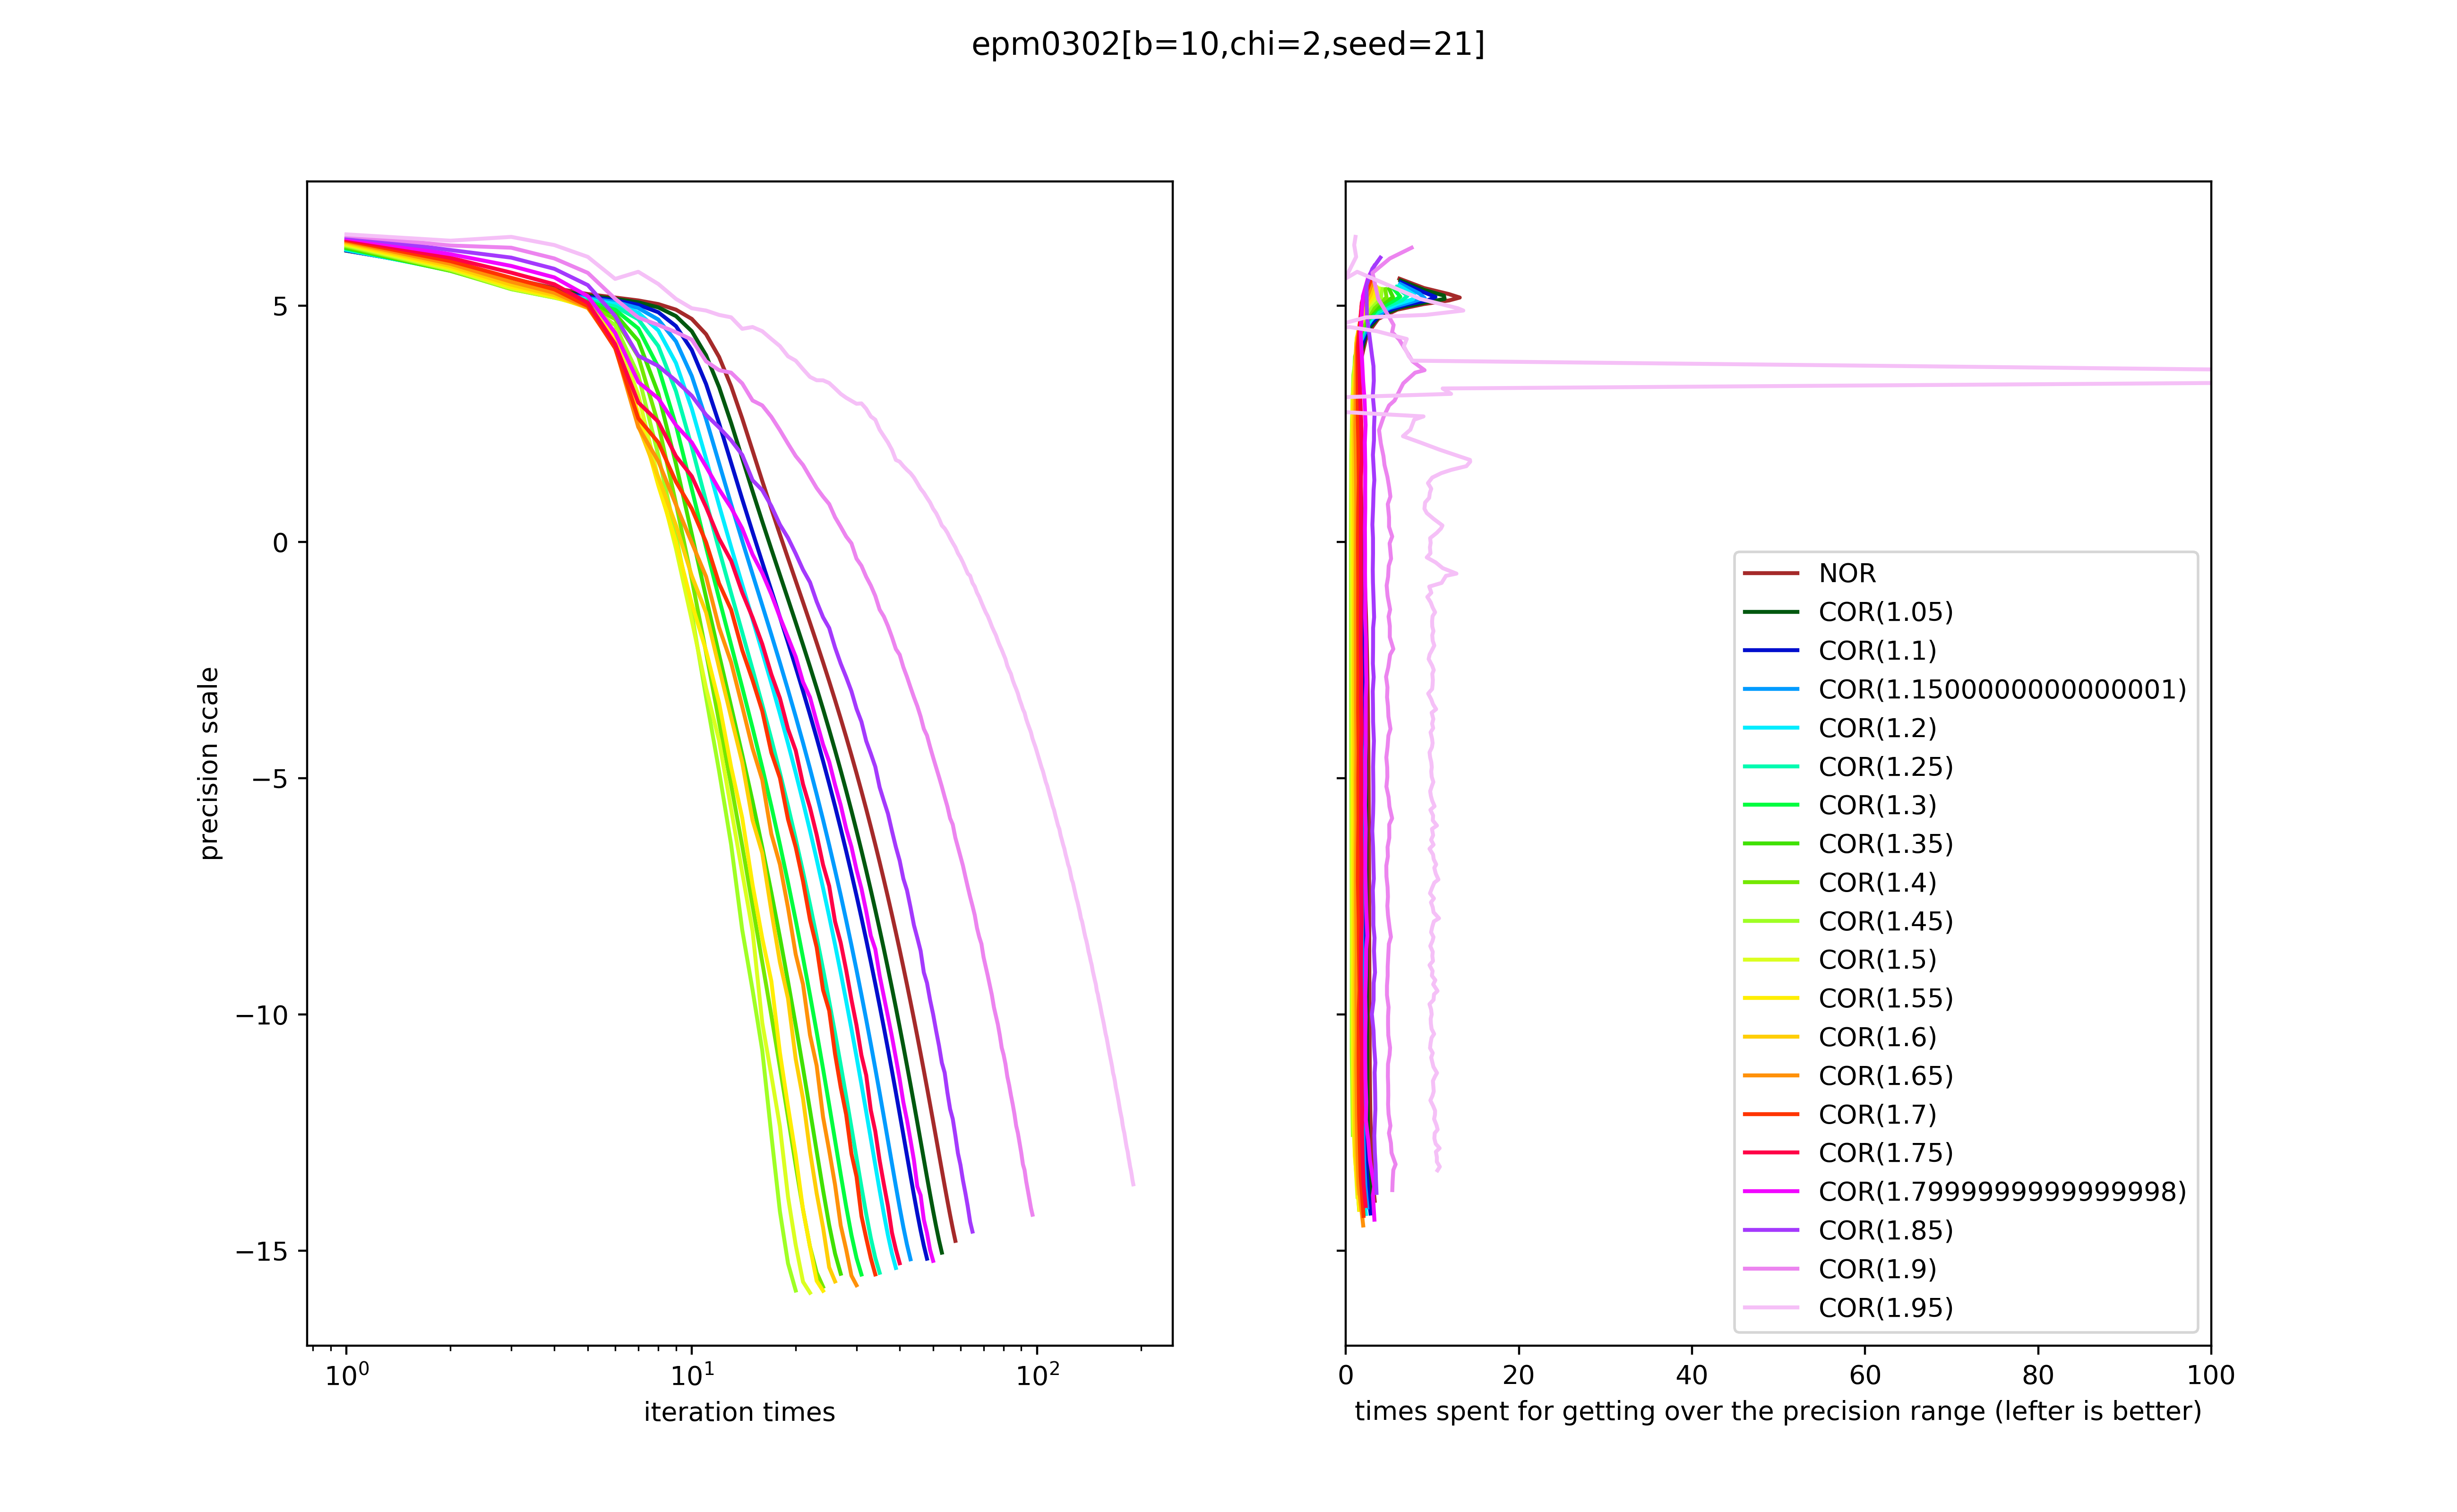 epm0302[b=10,chi=2,seed=21]
precision scale
5
0
−5
−10
−15
10⁰
10¹
10²
iteration times
NOR
COR(1.05)
COR(1.1)
COR(1.1500000000000001)
COR(1.2)
COR(1.25)
COR(1.3)
COR(1.35)
COR(1.4)
COR(1.45)
COR(1.5)
COR(1.55)
COR(1.6)
COR(1.65)
COR(1.7)
COR(1.75)
COR(1.7999999999999998)
COR(1.85)
COR(1.9)
COR(1.95)
0
20
40
60
80
100
times spent for getting over the precision range (lefter is better)